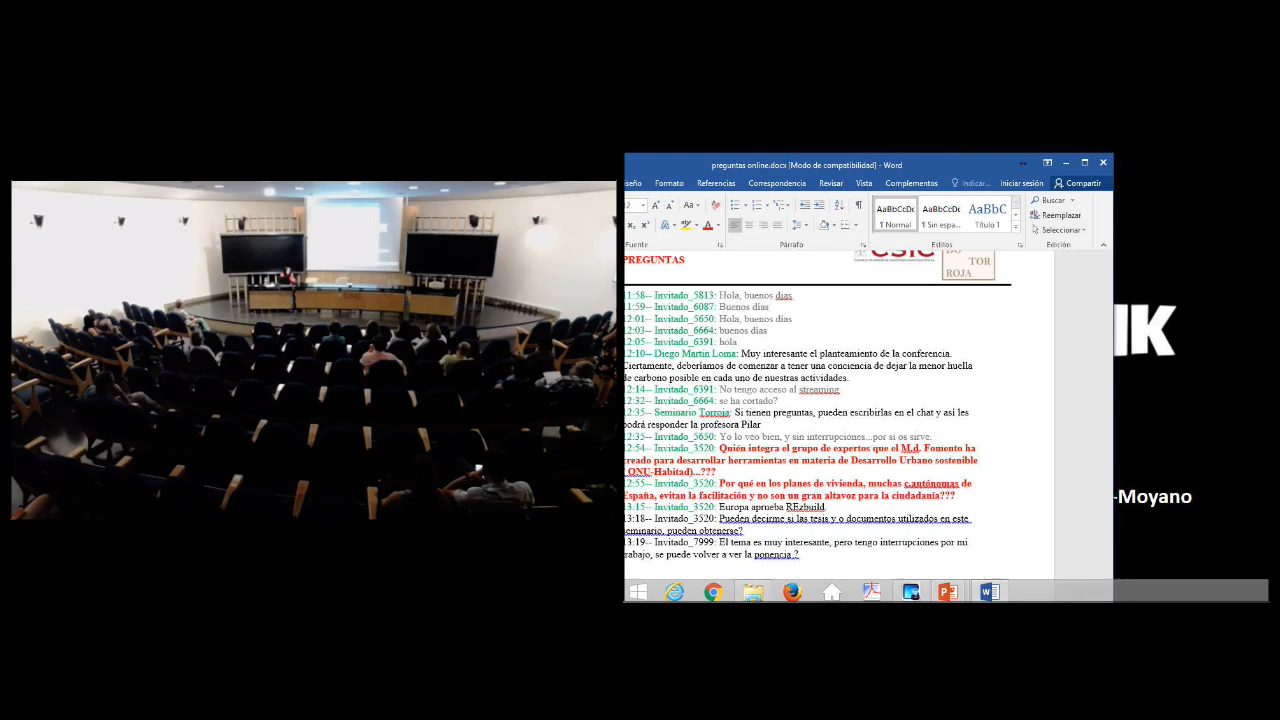 preguntas online.docx [Modo de compatibilidad] - Word
Formato Referencias Correspondencia Revisar Vista Complementos Indicar... Iniciar sesión Compartir
Buscar
AaBbCcDc AaBbCcDc AaBbC
Reemplazar
1 Normal 1 Sin espa... Título 1
Seleccionar
Fuente Párrafo Estilos Edición
PREGUNTAS
CSIC
TOR
ROJA
11:58-- Invitado_5813: Hola, buenos dias
11:59-- Invitado_6087: Buenos días
12:01-- Invitado_5650: Hola, buenos días
12:03-- Invitado_6664: buenos días
12:05-- Invitado_6391: hola
12:10-- Diego Martin Loma: Muy interesante el planteamiento de la conferencia.
Ciertamente, deberíamos de comenzar a tener una conciencia de dejar la menor huella
de carbono posible en cada uno de nuestras actividades.
12:14-- Invitado_6391: No tengo acceso al streaming
12:32-- Invitado_6664: se ha cortado?
12:35-- Seminario Torroja: Si tienen preguntas, pueden escribirlas en el chat y así les
podrá responder la profesora Pilar
12:35-- Invitado_5650: Yo lo veo bien, y sin interrupciones...por si os sirve.
12:54-- Invitado_3520: Quién integra el grupo de expertos que el M.d. Fomento ha
creado para desarrollar herramientas en materia de Desarrollo Urbano sostenible
ONU-Habitad)...???
12:55-- Invitado_3520: Por qué en los planes de vivienda, muchas c.autónomas de
España, evitan la facilitación y no son un gran altavoz para la ciudadanía???
13:15-- Invitado_3520: Europa aprueba REzbuild.
13:18-- Invitado_3520: Pueden decirme si las tesis y o documentos utilizados en este
seminario, pueden obtenerse?
13:19-- Invitado_7999: El tema es muy interesante, pero tengo interrupciones por mi
trabajo, se puede volver a ver la ponencia ?
IK
-Moyano